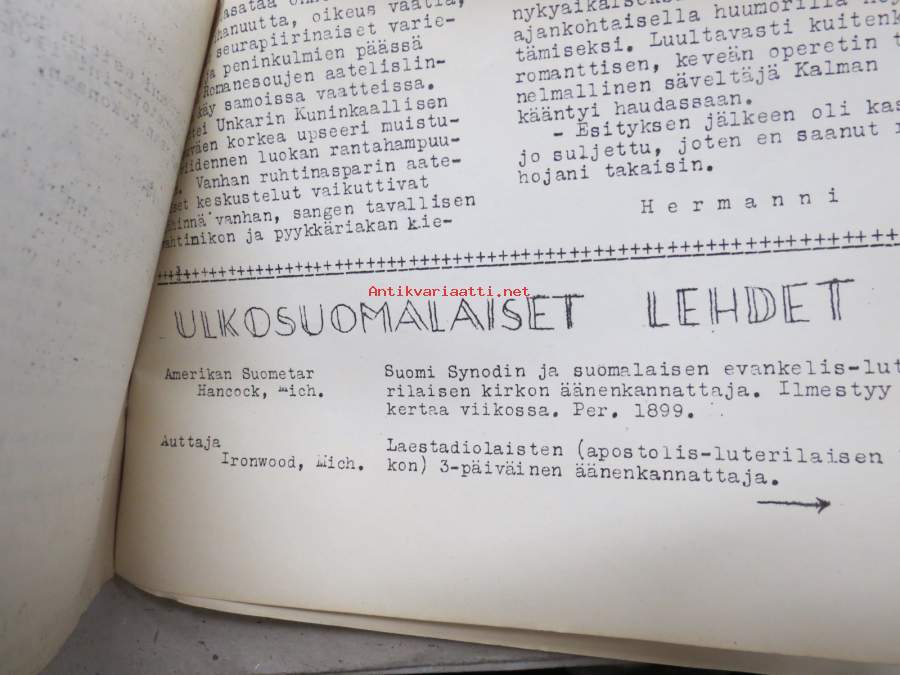 hanuutta, oikeus vaatia,
seurapiirinaiset varie-
ja peninkulmien päässä
Romanescujen aatelislin-
käy samoissa vaatteissa.
Unkarin Kuninkaallisen
korkea upseeri muistu-
luokan rantahampuu-
Vanhan ruhtinasparin aate-
keskustelut vaikuttivat
vanhan, sangen tavallisen
ja pyykkäriakan kie-
ajankohtaisella huumorilla
tämiseksi. Luultavasti kuitenk
romanttisen, keveän operetin t
nelmallinen säveltäjä Kalman
kääntyi haudassaan.
- Esityksen jälkeen oli kas
jo suljettu, joten en saanut
hojani takaisin.
Hermanni
Antikvariaatti.net
ULKOSUOMALAISET LEHDET
Amerikan Suometar
Hancock, Mich.
Suomi Synodin ja suomalaisen evankelis-lut
rilaisen kirkon äänenkannattaja. Ilmestyy
kertaa viikossa. Per. 1899.
Auttaja
Ironwood, Mich.
Laestadiolaisten (apostolis-luterilaisen
kon) 3-päiväinen äänenkannattaja.